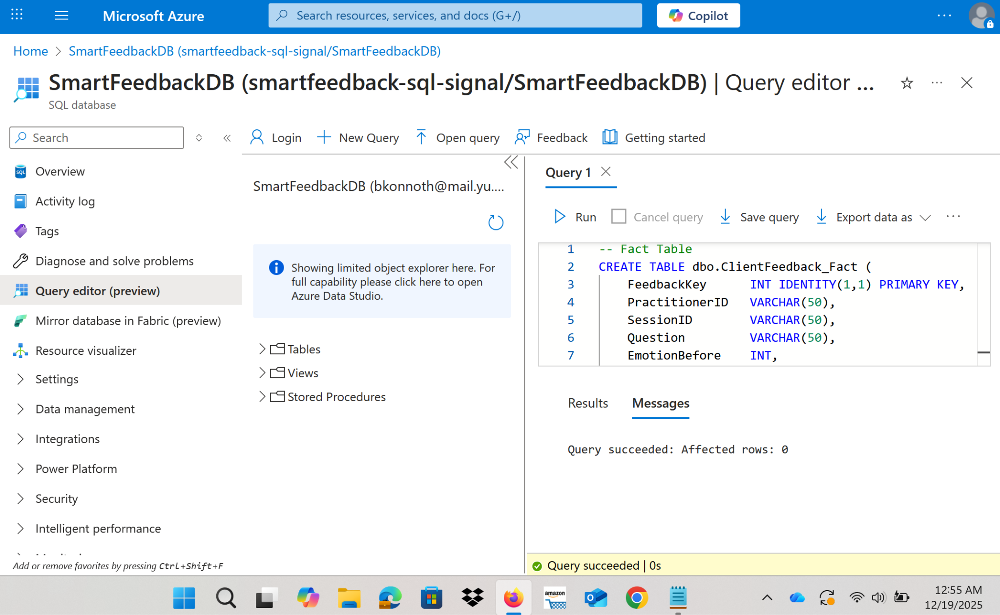 Microsoft Azure
Search resources, services, and docs (G+/)
Copilot
Home
SmartFeedbackDB (smartfeedback-sql-signal/SmartFeedbackDB)
SmartFeedbackDB (smartfeedback-sql-signal/SmartFeedbackDB) | Query editor ...
SQL database
Search
Login
New Query
Open query
Feedback
Getting started
Overview
Activity log
Tags
Diagnose and solve problems
Query editor (preview)
Mirror database in Fabric (preview)
Resource visualizer
Settings
Data management
Integrations
Power Platform
Security
Intelligent performance
Add or remove favorites by pressing Ctrl+Shift+F
SmartFeedbackDB (bkonnoth@mail.yu....
Showing limited object explorer here. For
full capability please click here to open
Azure Data Studio.
Tables
Views
Stored Procedures
Query 1
Run
Cancel query
Save query
Export data as
1 -- Fact Table
2 CREATE TABLE dbo.ClientFeedback_Fact (
3 FeedbackKey INT IDENTITY(1,1) PRIMARY KEY,
4 PractitionerID VARCHAR(50),
5 SessionID VARCHAR(50),
6 Question VARCHAR(50),
7 EmotionBefore INT,
Results
Messages
Query succeeded: Affected rows: 0
Query succeeded | 0s
amazon
12:55 AM
12/19/2025